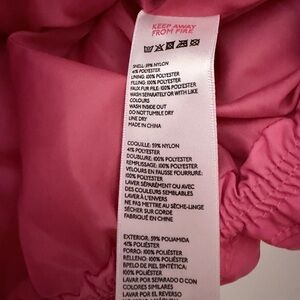 KEEP AWAY
FROM FIRE
SHELL: 59% NYLON
41% POLYESTER
LINING: 100% POLYESTER
FILLING: 100% POLYESTER
FAUX FUR PILE: 100% POLYESTER
WASH SEPARATELY OR WITH LIKE
COLOURS
WASH INSIDE OUT
DO NOT TUMBLE DRY
LINE DRY
MADE IN CHINA
COQUILLE: 59% NYLON
41% POLYESTER
DOUBLURE: 100% POLYESTER
REMPLISSAGE: 100% POLYESTER
VELOURS EN FAUSSE FOURRURE:
100% POLYESTER
LAVER SÉPARÉMENT OU AVEC
DES COULEURS SEMBLABLES
LAVER À L'ENVERS
NE PAS METTRE AU SÈCHE-LINGE
SÉCHER SUR CORDE
FABRIQUÉ EN CHINE
EXTERIOR: 59% POLIAMIDA
41% POLIÉSTER
FORRO: 100% POLIÉSTER
RELLENO: 100% POLIÉSTER
BPELO DE PIEL SINTÉTICA:
100% POLIÉSTER
LAVAR POR SEPARADO O CON
COLORES SIMILARES
LAVAR POR EL REVERSO